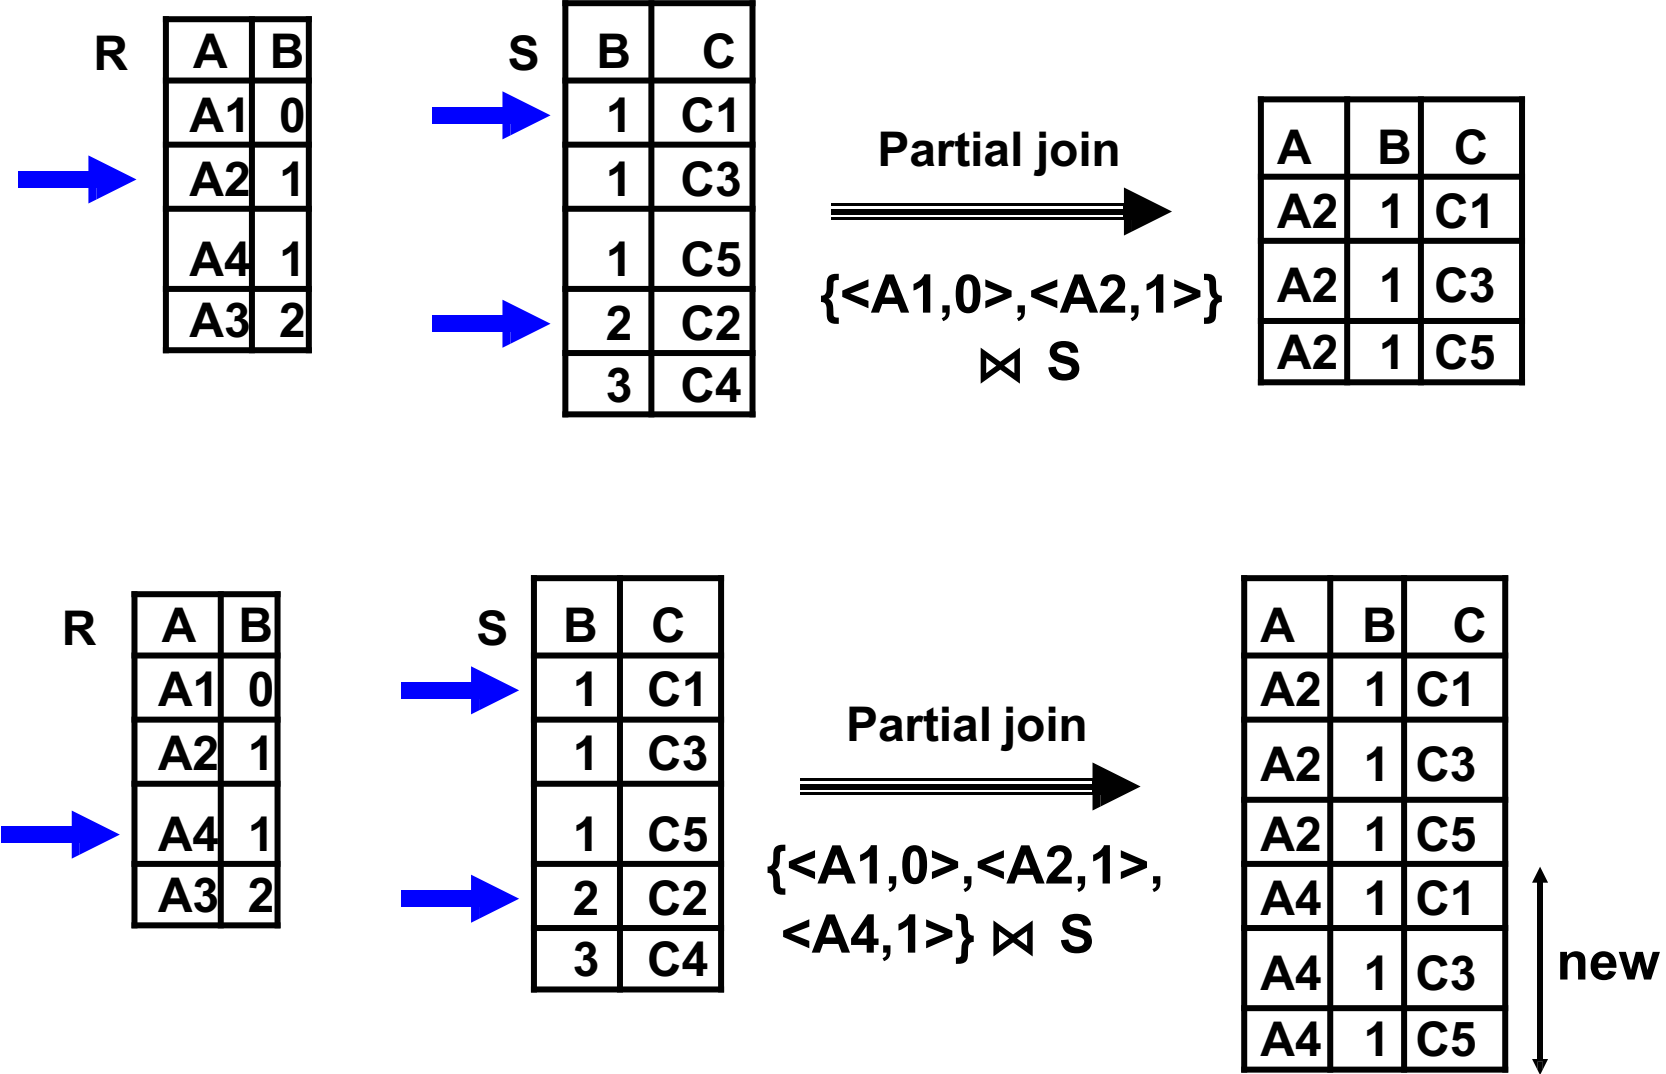 R A B
A1 0
A2 1
A4 1
A3 2
S B C
1 C1
1 C3
1 C5
2 C2
3 C4
Partial join
{<A1,0>,<A2,1>}
⋈ S
A B C
A2 1 C1
A2 1 C3
A2 1 C5
R A B
A1 0
A2 1
A4 1
A3 2
S B C
1 C1
1 C3
1 C5
2 C2
3 C4
Partial join
{<A1,0>,<A2,1>,
<A4,1>} ⋈ S
A B C
A2 1 C1
A2 1 C3
A2 1 C5
A4 1 C1
A4 1 C3
A4 1 C5
new